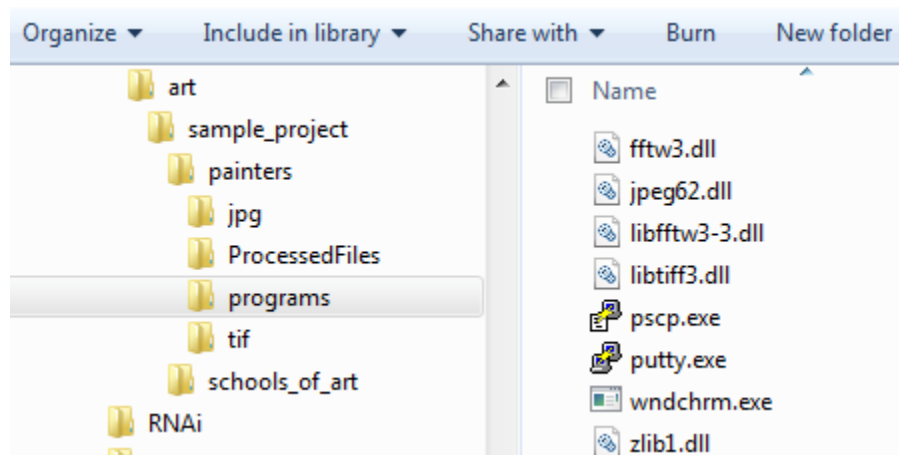 Organize Include in library Share with Burn New folder
art
sample_project
painters
jpg
ProcessedFiles
programs
tif
schools_of_art
RNAi
Name
fftw3.dll
jpeg62.dll
libfftw3-3.dll
libtiff3.dll
pscp.exe
putty.exe
wndchrm.exe
zlib1.dll